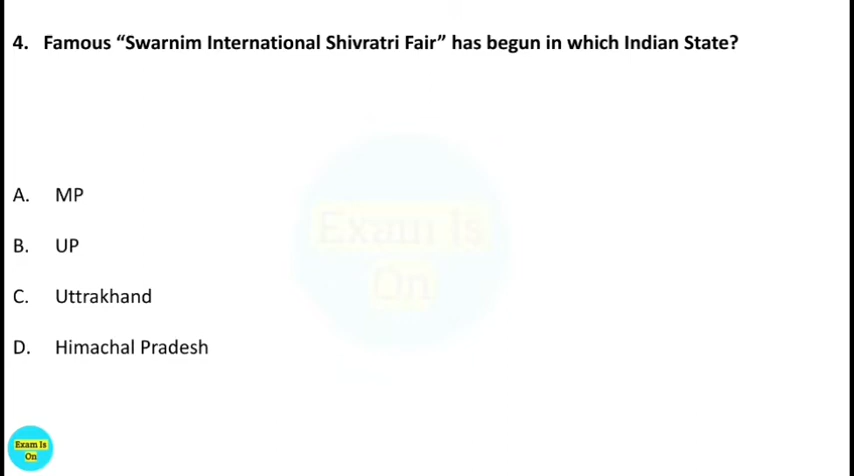 4. Famous “Swarnim International Shivratri Fair” has begun in which Indian State?
A. MP
Exam Is
B. UP
On
C. Uttrakhand
D. Himachal Pradesh
Exam Is
On